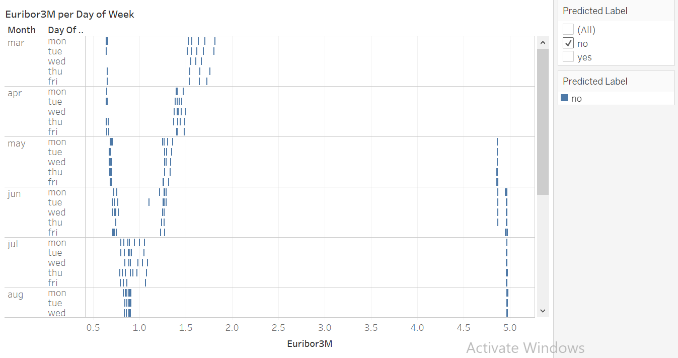 Euribor3M per Day of Week
Month Day Of ..
mar mon
tue
wed
thu
fri
apr mon
tue
wed
thu
fri
may mon
tue
wed
thu
fri
jun mon
tue
wed
thu
fri
jul mon
tue
wed
thu
fri
aug mon
tue
wed
0.5 1.0 1.5 2.0 2.5 3.0 3.5 4.0 4.5 5.0
Euribor3M
Predicted Label
(All)
no
yes
Predicted Label
no
Activate Windows